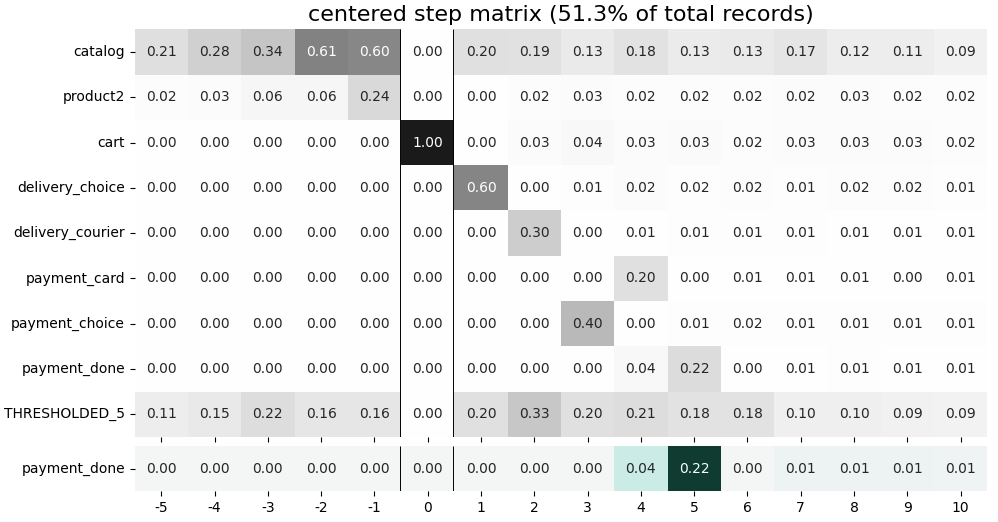 centered step matrix (51.3% of total records)
catalog 0.21 0.28 0.34 0.61 0.60 0.00 0.20 0.19 0.13 0.18 0.13 0.13 0.17 0.12 0.11 0.09
product2 0.02 0.03 0.06 0.06 0.24 0.00 0.00 0.02 0.03 0.02 0.02 0.02 0.02 0.03 0.02 0.02
cart 0.00 0.00 0.00 0.00 0.00 1.00 0.00 0.03 0.04 0.03 0.03 0.02 0.03 0.03 0.03 0.02
delivery_choice 0.00 0.00 0.00 0.00 0.00 0.00 0.60 0.00 0.01 0.02 0.02 0.02 0.01 0.02 0.02 0.01
delivery_courier 0.00 0.00 0.00 0.00 0.00 0.00 0.00 0.30 0.00 0.01 0.01 0.01 0.01 0.01 0.01 0.01
payment_card 0.00 0.00 0.00 0.00 0.00 0.00 0.00 0.00 0.00 0.20 0.00 0.01 0.01 0.01 0.00 0.01
payment_choice 0.00 0.00 0.00 0.00 0.00 0.00 0.00 0.00 0.40 0.00 0.01 0.02 0.01 0.01 0.01 0.01
payment_done 0.00 0.00 0.00 0.00 0.00 0.00 0.00 0.00 0.00 0.04 0.22 0.00 0.01 0.01 0.01 0.01
THRESHOLDED_5 0.11 0.15 0.22 0.16 0.16 0.00 0.20 0.33 0.20 0.21 0.18 0.18 0.10 0.10 0.09 0.09
payment_done 0.00 0.00 0.00 0.00 0.00 0.00 0.00 0.00 0.00 0.04 0.22 0.00 0.01 0.01 0.01 0.01
-5 -4 -3 -2 -1 0 1 2 3 4 5 6 7 8 9 10